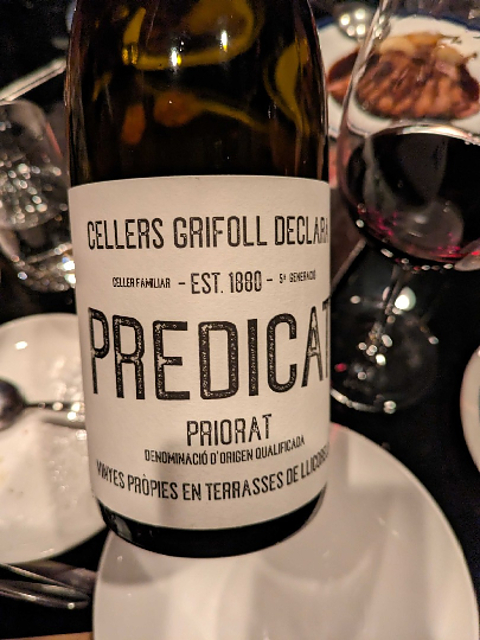 CELLERS GRIFOLL DECLARA
CELLER FAMILIAR - EST. 1880 - 5ª GENERACIÓ
PREDICAT
PRIORAT
DENOMINACIÓ D'ORIGEN QUALIFICADA
VINYES PRÒPIES EN TERRASSES DE